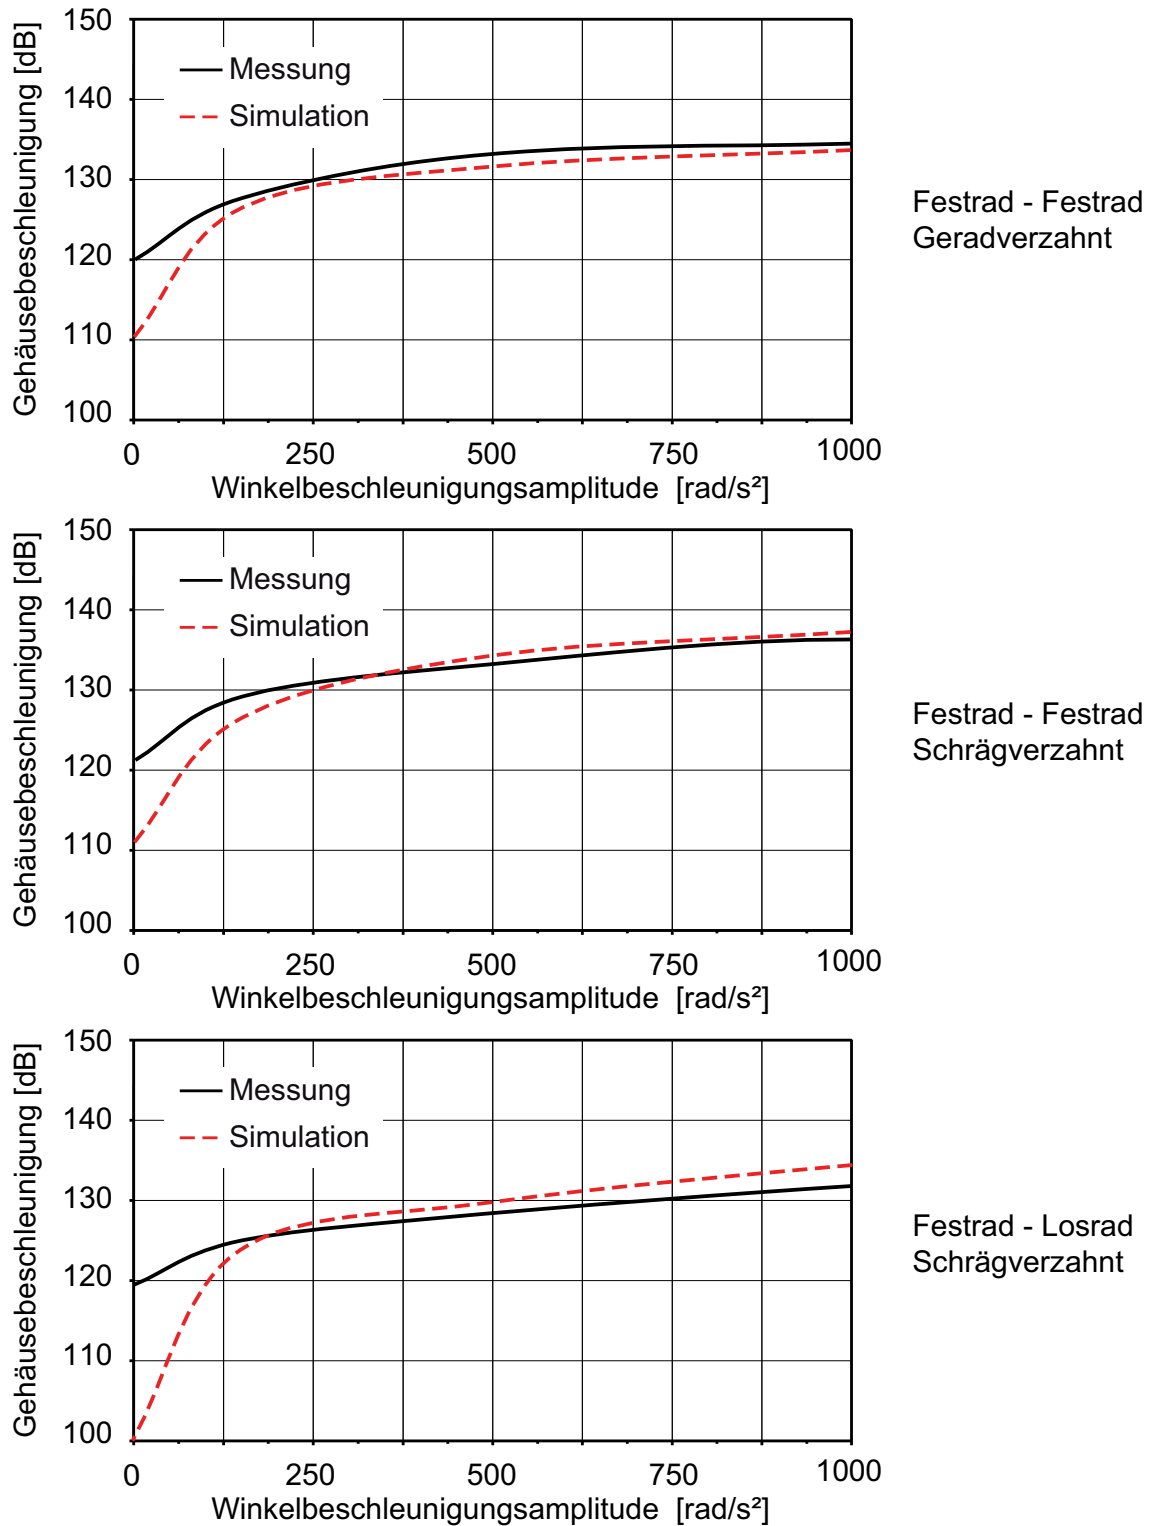 Gehäusebeschleunigung [dB]
150
140
130
120
110
100
Messung
Simulation
0 250 500 750 1000
Winkelbeschleunigungsamplitude [rad/s²]
Festrad - Festrad
Geradverzahnt
Gehäusebeschleunigung [dB]
150
140
130
120
110
100
Messung
Simulation
0 250 500 750 1000
Winkelbeschleunigungsamplitude [rad/s²]
Festrad - Festrad
Schrägverzahnt
Gehäusebeschleunigung [dB]
150
140
130
120
110
100
Messung
Simulation
0 250 500 750 1000
Winkelbeschleunigungsamplitude [rad/s²]
Festrad - Losrad
Schrägverzahnt